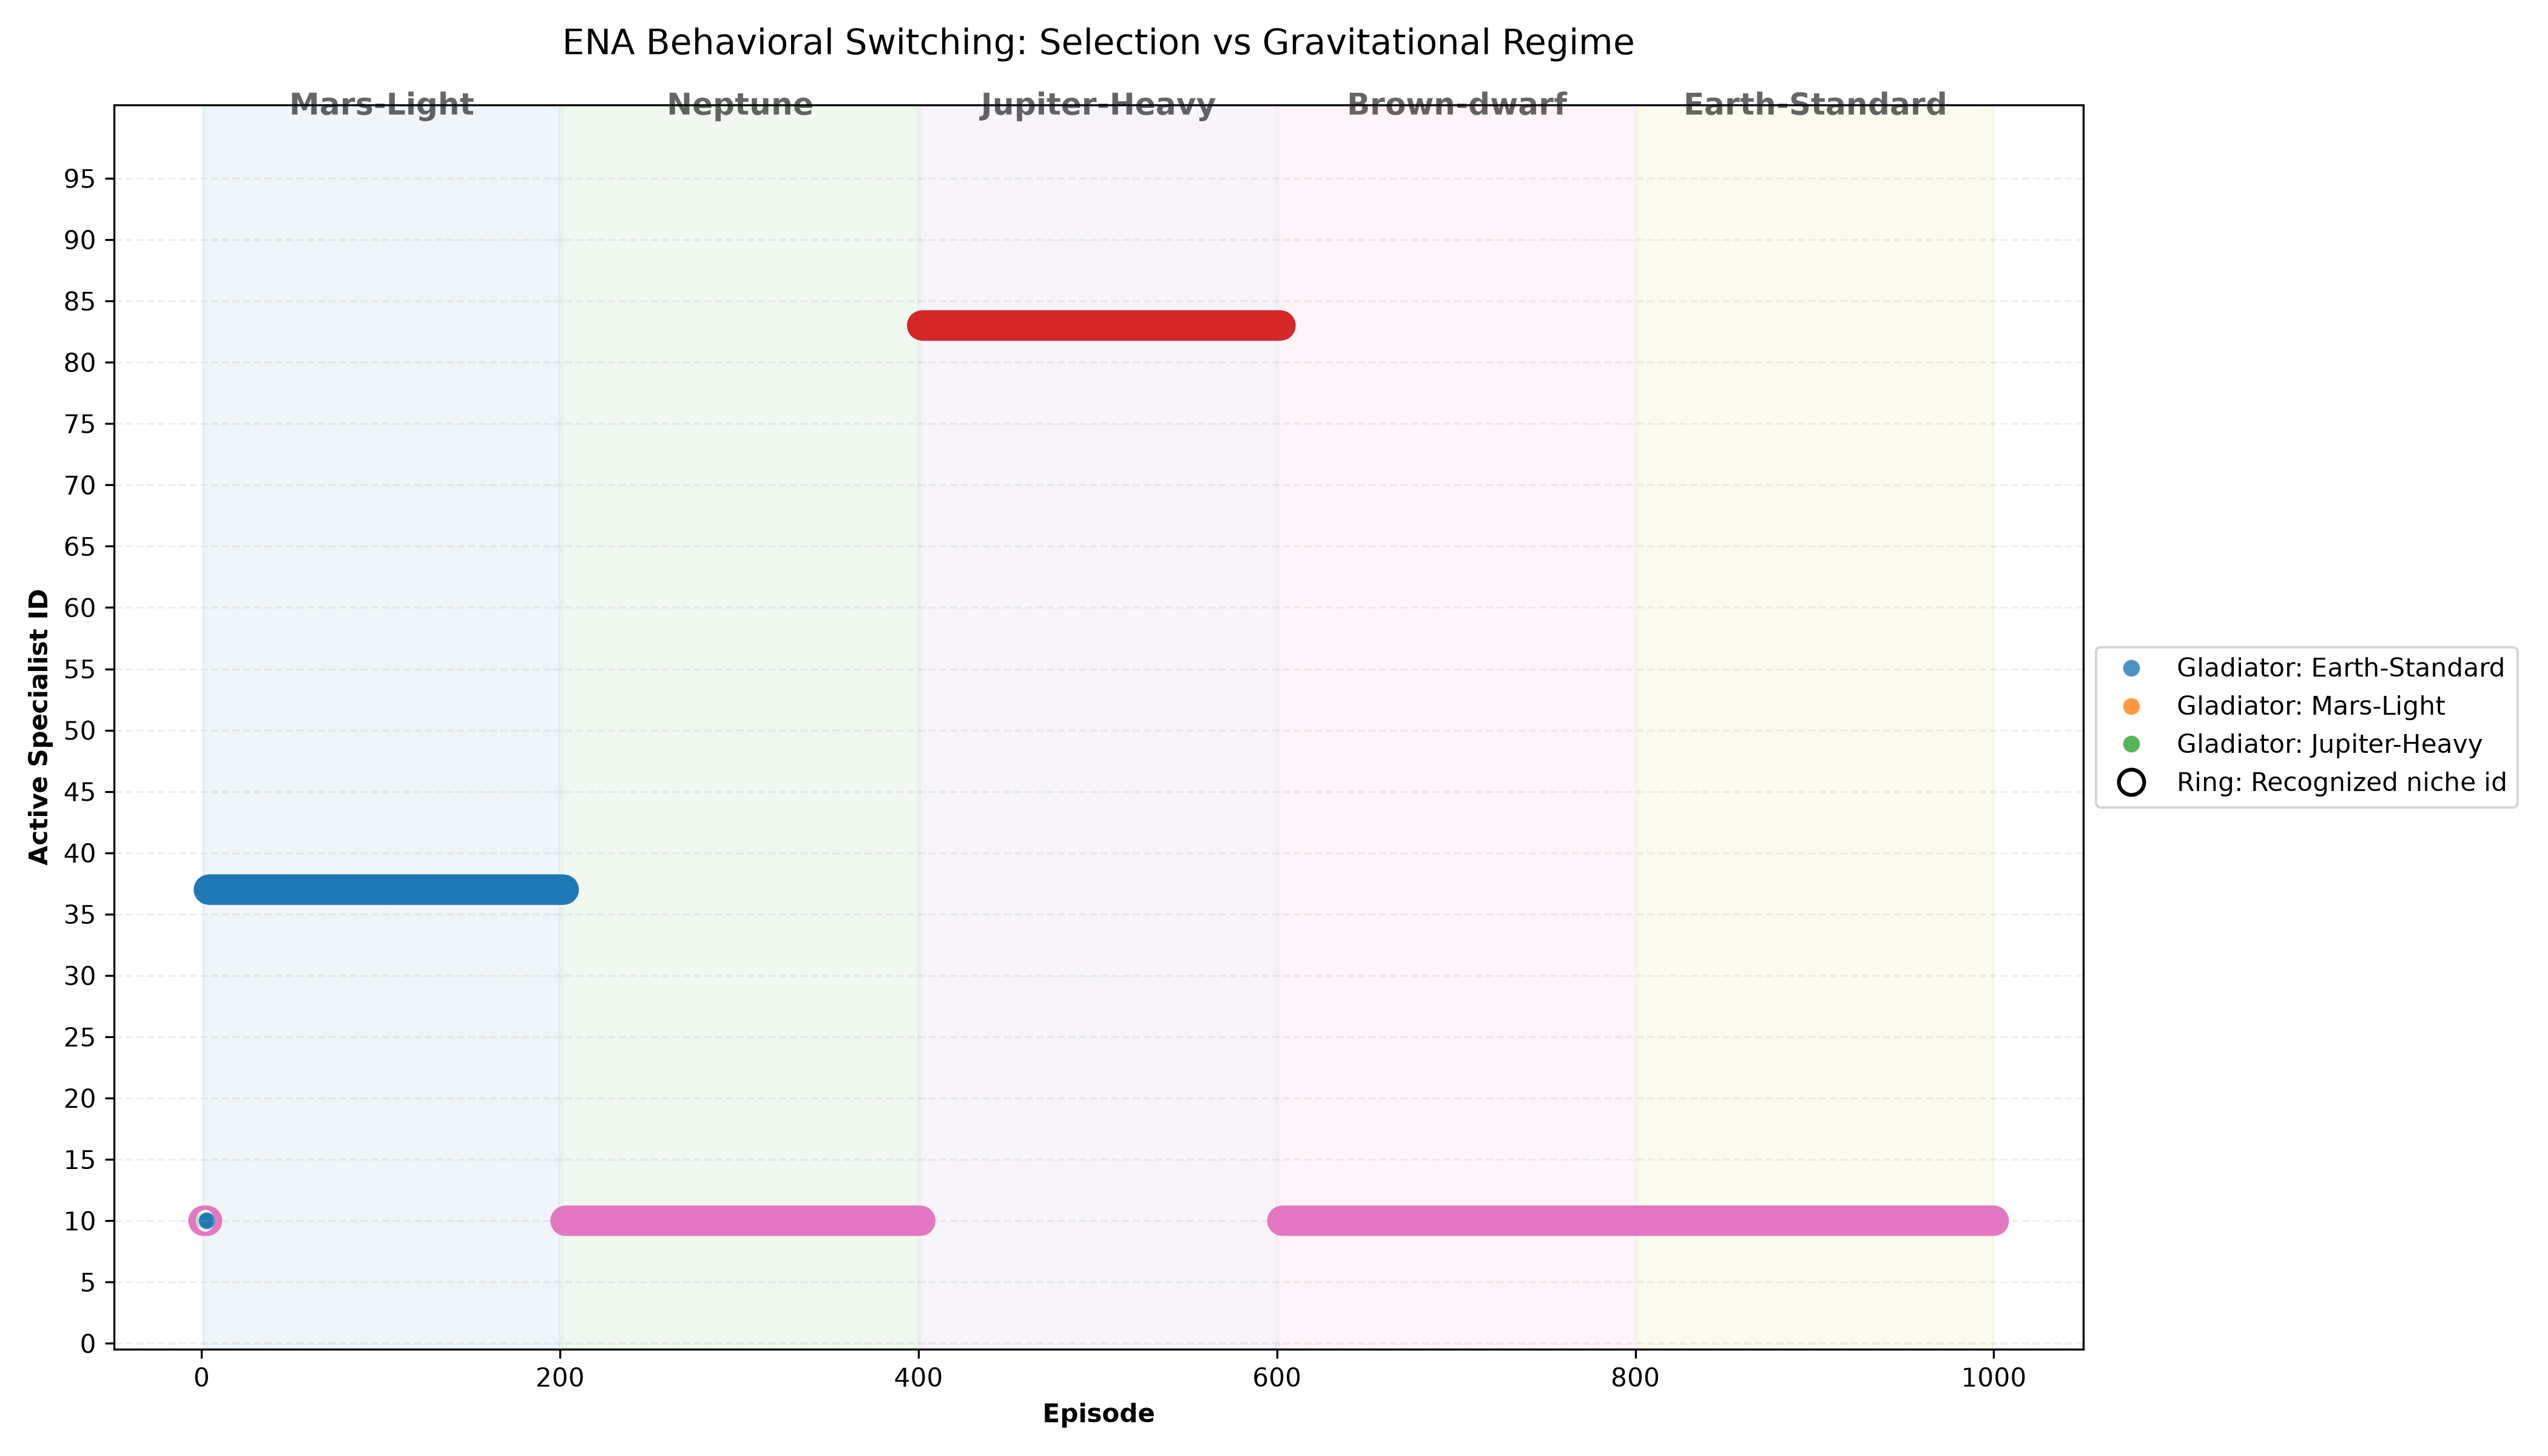 ENA Behavioral Switching: Selection vs Gravitational Regime
Mars-Light
Neptune
Jupiter-Heavy
Brown-dwarf
Earth-Standard
Active Specialist ID
95
90
85
80
75
70
65
60
55
50
45
40
35
30
25
20
15
10
5
0
0
200
400
600
800
1000
Episode
Gladiator: Earth-Standard
Gladiator: Mars-Light
Gladiator: Jupiter-Heavy
Ring: Recognized niche id